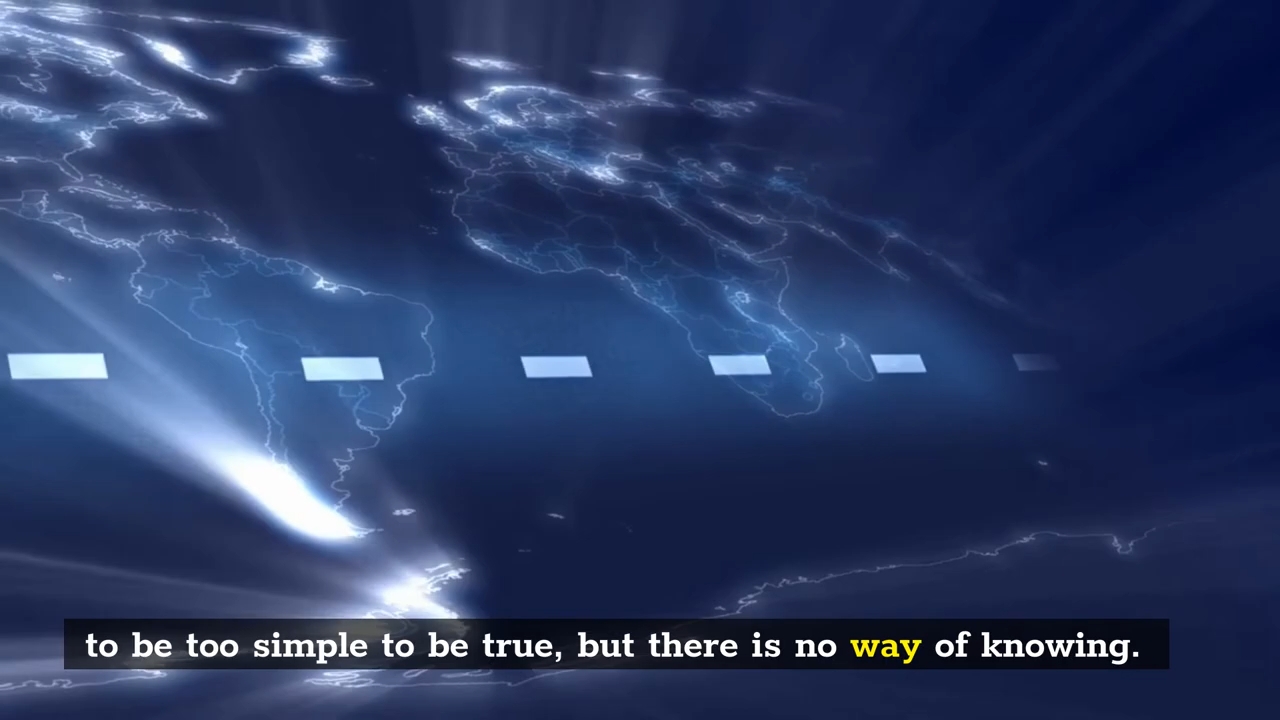 to be too simple to be true, but there is no way of knowing.